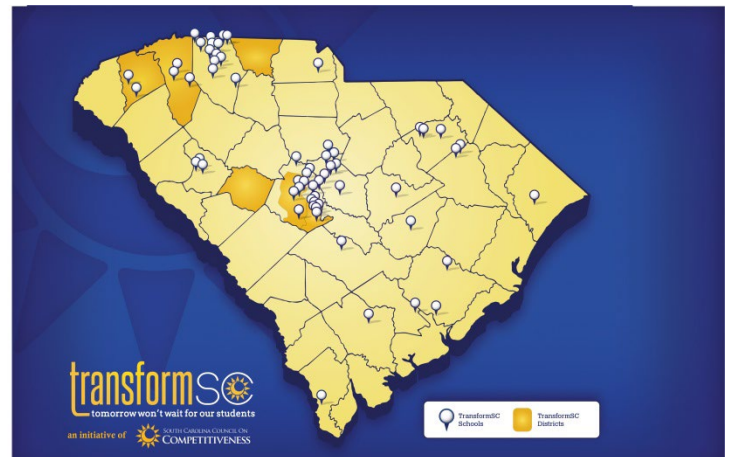 transformSC
tomorrow won't wait for our students
an initiative of
SOUTH CAROLINA COUNCIL ON
COMPETITIVENESS
TransformSC
Schools
TransformSC
Districts